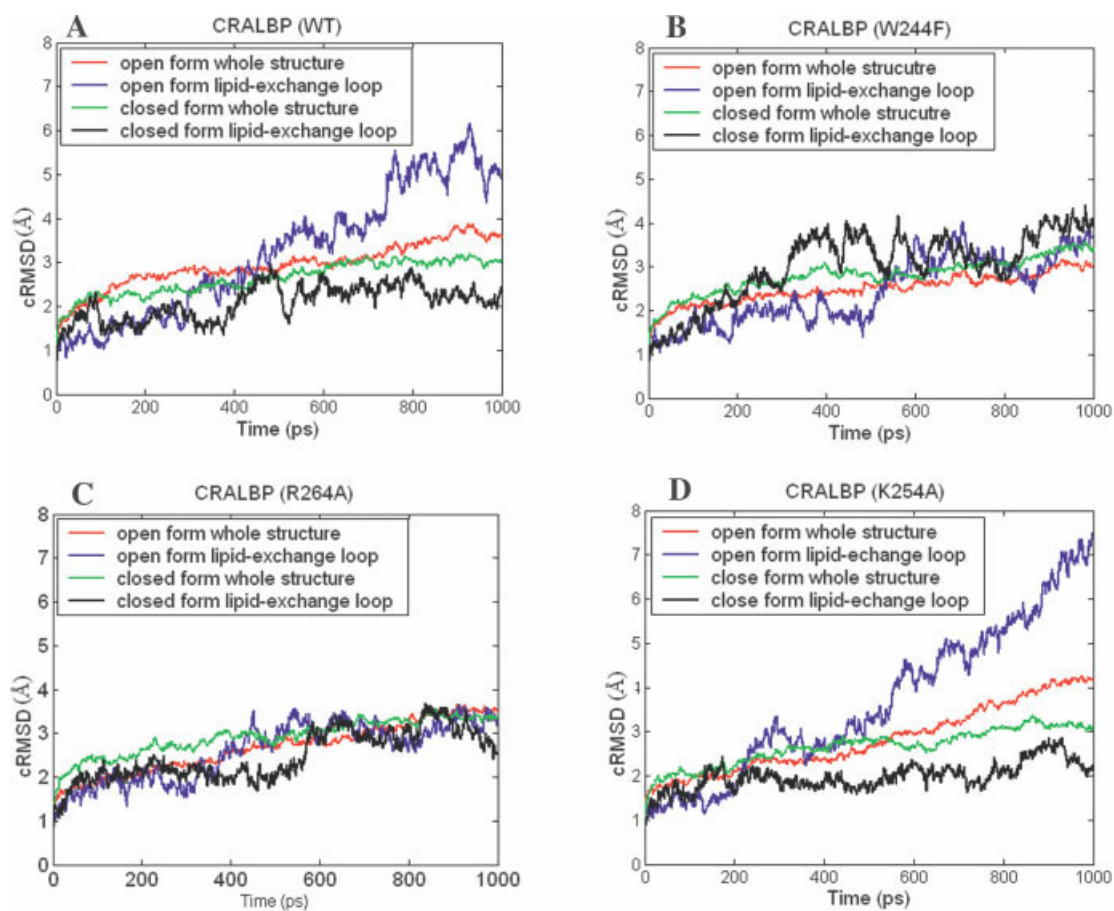 A
CRALBP (WT)
8
7
6
5
4
3
2
1
0
open form whole structure
open form lipid-exchange loop
closed form whole structure
closed form lipid-exchange loop
cRMSD (Å)
0 200 400 600 800 1000
Time (ps)
B
CRALBP (W244F)
8
7
6
5
4
3
2
1
0
open form whole strucutre
open form lipid-exchange loop
closed form whole strucutre
close form lipid-exchange loop
cRMSD (Å)
0 200 400 600 800 1000
Time (ps)
C
CRALBP (R264A)
8
7
6
5
4
3
2
1
0
open form whole structure
open form lipid-exchange loop
closed form whole structure
closed form lipid-exchange loop
cRMSD (Å)
0 200 400 600 800 1000
Time (ps)
D
CRALBP (K254A)
8
7
6
5
4
3
2
1
0
open form whole structure
open form lipid-echange loop
close form whole structure
close form lipid-echange loop
cRMSD (Å)
0 200 400 600 800 1000
Time (ps)